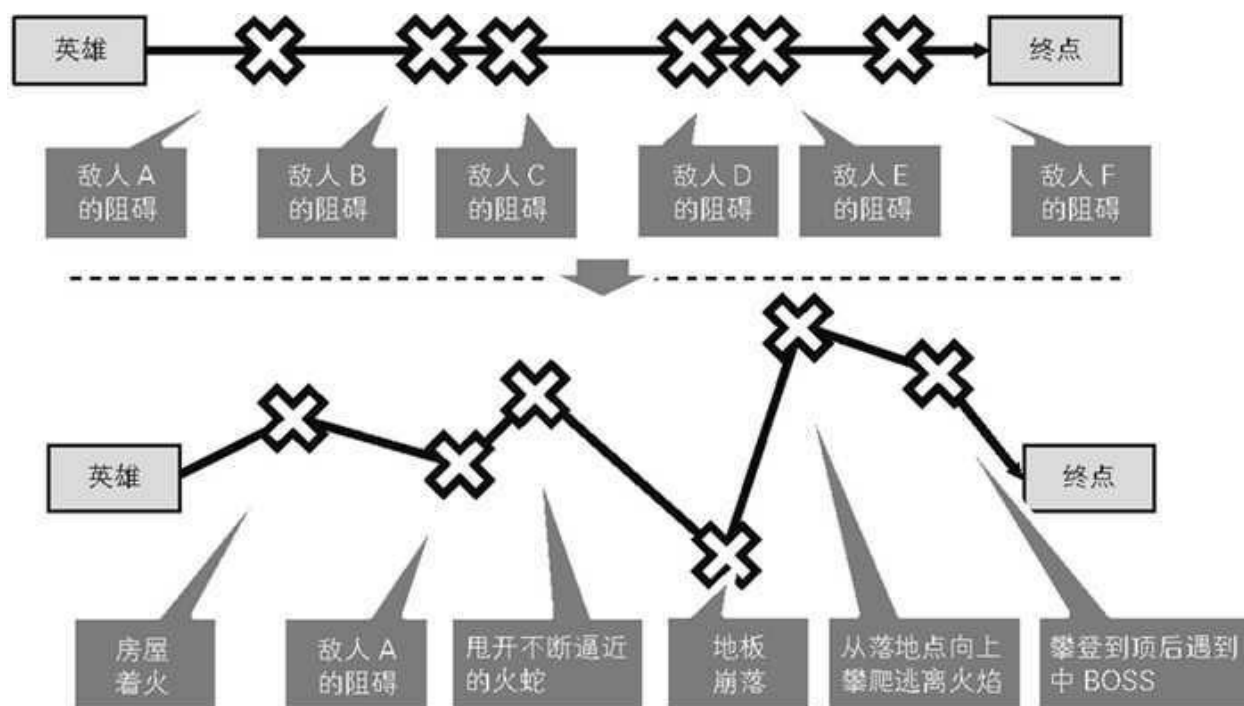 英雄
终点
敌人 A
的阻碍
敌人 B
的阻碍
敌人 C
的阻碍
敌人 D
的阻碍
敌人 E
的阻碍
敌人 F
的阻碍
英雄
终点
房屋
着火
敌人 A
的阻碍
甩开不断逼近
的火蛇
地板
崩落
从落地点向上
攀爬逃离火焰
攀登到顶后遇到
中 BOSS